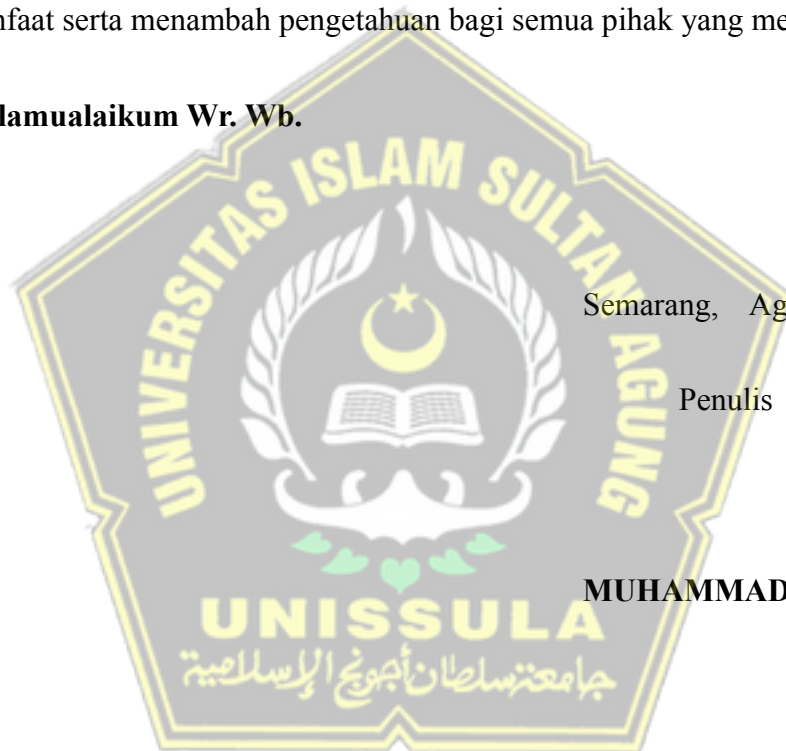 nfaat serta menambah pengetahuan bagi semua pihak yang me
lamualaikum Wr. Wb.
UNIVERSITAS ISLAM SULTAN AGUNG
Semarang, Ag
Penulis
MUHAMMAD
UNISSULA
جامعة سلطان أجونج الإسلامية